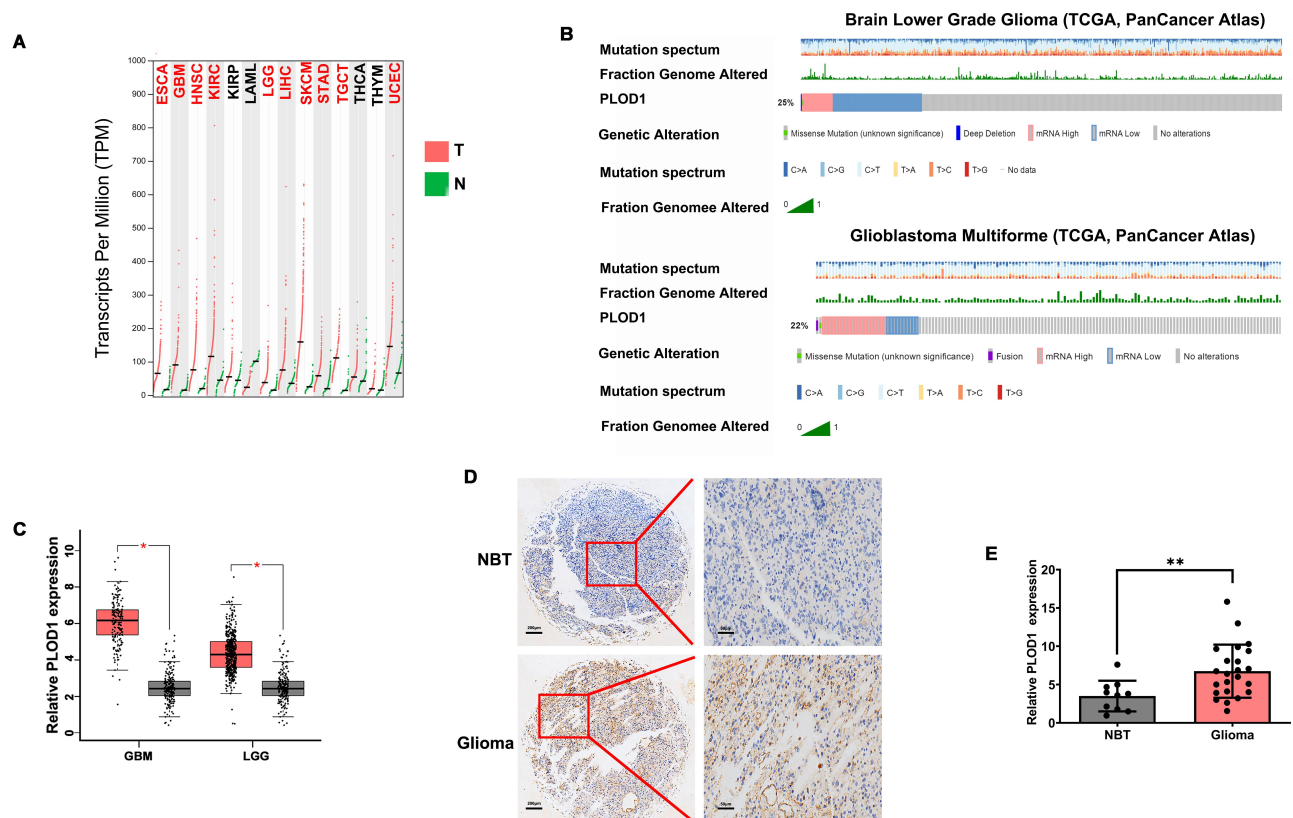 A
1000
900
800
700
600
500
400
300
200
100
0
Transcripts Per Million (TPM)
ESCA
GBM
HNSC
KIRC
KIRP
LAML
LGG
LIHC
SKCM
STAD
TGCT
THCA
THYM
UCEC
T
N
B
Brain Lower Grade Glioma (TCGA, PanCancer Atlas)
Mutation spectum
Fraction Genome Altered
PLOD1
25%
Genetic Alteration
Missense Mutation (unknown significance)
Deep Deletion
mRNA High
mRNA Low
No alterations
Mutation spectrum
C>A
C>G
C>T
T>A
T>C
T>G
No data
Fration Genomee Altered
0
1
Glioblastoma Multiforme (TCGA, PanCancer Atlas)
Mutation spectum
Fraction Genome Altered
PLOD1
22%
Genetic Alteration
Missense Mutation (unknown significance)
Fusion
mRNA High
mRNA Low
No alterations
Mutation spectrum
C>A
C>G
C>T
T>A
T>C
T>G
Fration Genomee Altered
0
1
C
Relative PLOD1 expression
10
8
6
4
2
0
*
*
GBM
LGG
D
NBT
200μm
50μm
Glioma
200μm
50μm
E
Relative PLOD1 expression
20
15
10
5
0
**
NBT
Glioma